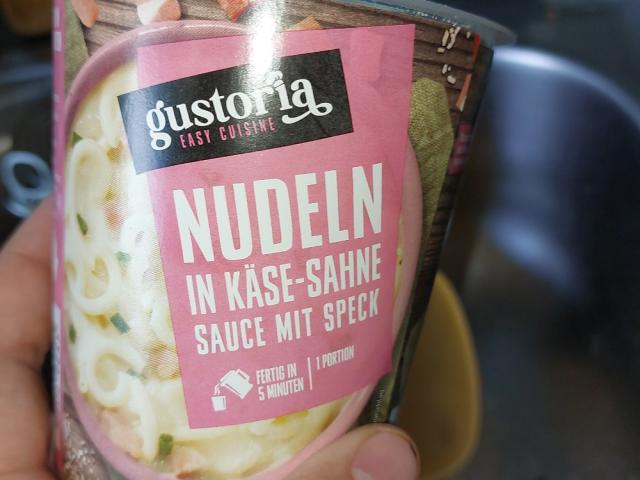 gustoria
EASY CUISINE
NUDELN
IN KÄSE-SAHNE
SAUCE MIT SPECK
FERTIG IN
5 MINUTEN
1 PORTION